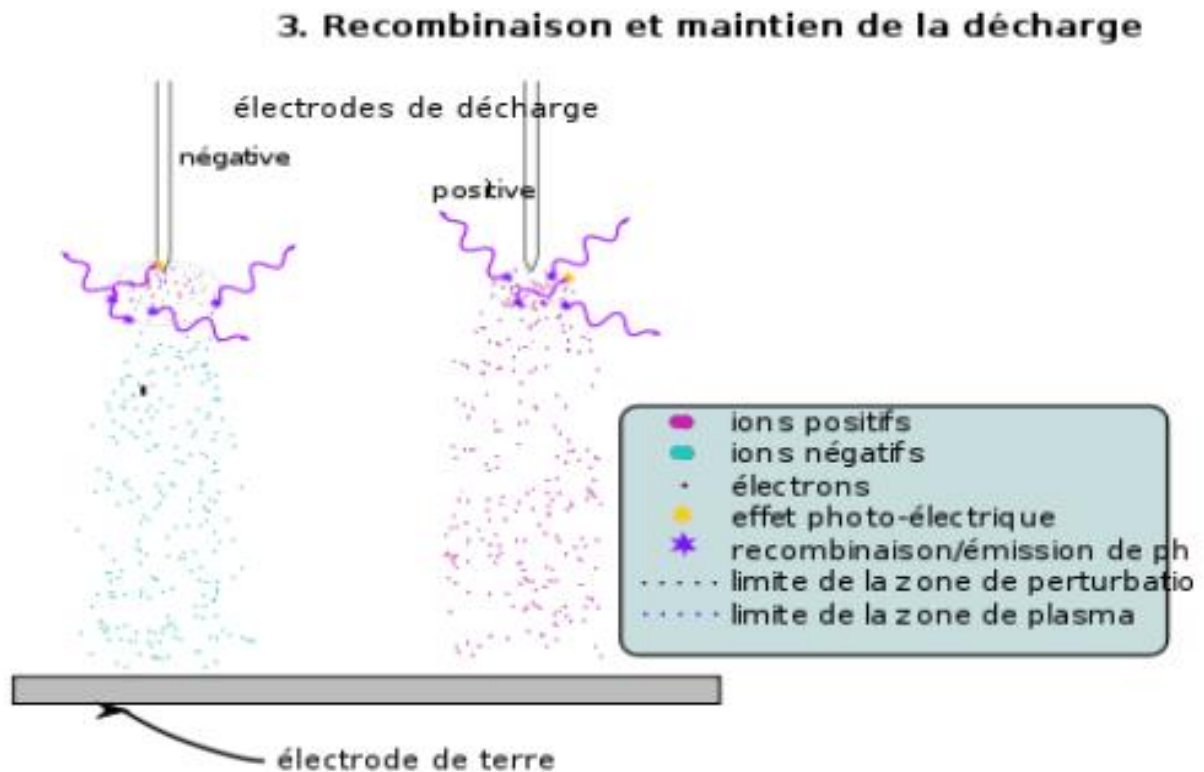 3. Recombinaison et maintien de la décharge
électrodes de décharge
négative
positive
ions positifs
ions négatifs
électrons
effet photo-électrique
recombinaison/émission de ph
limite de la zone de perturbatio
limite de la zone de plasma
électrode de terre